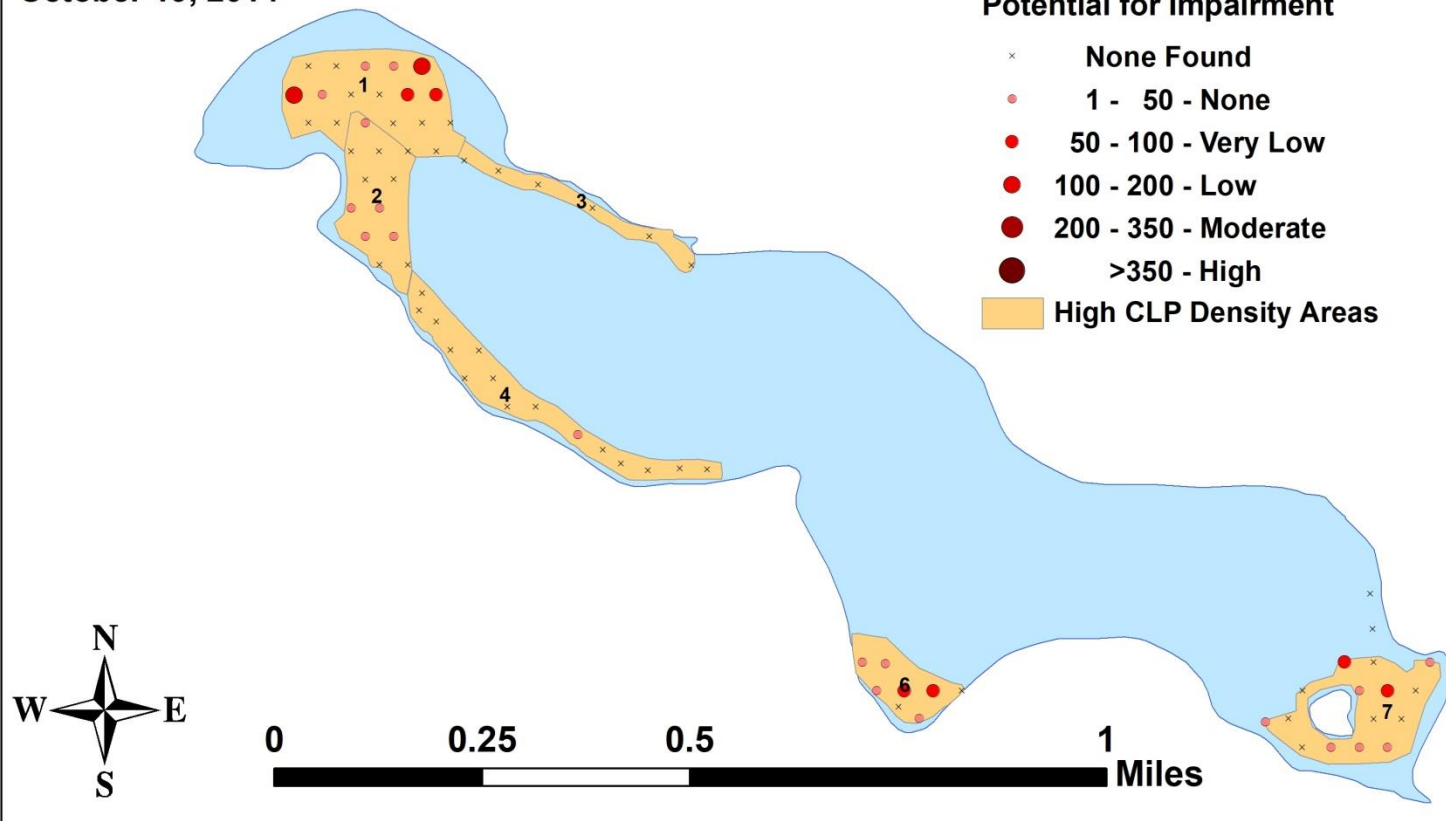 Potential for Impairment
None Found
1 - 50 - None
50 - 100 - Very Low
100 - 200 - Low
200 - 350 - Moderate
>350 - High
High CLP Density Areas
1
2
3
4
6
7
N
W E
S
0 0.25 0.5 1
Miles